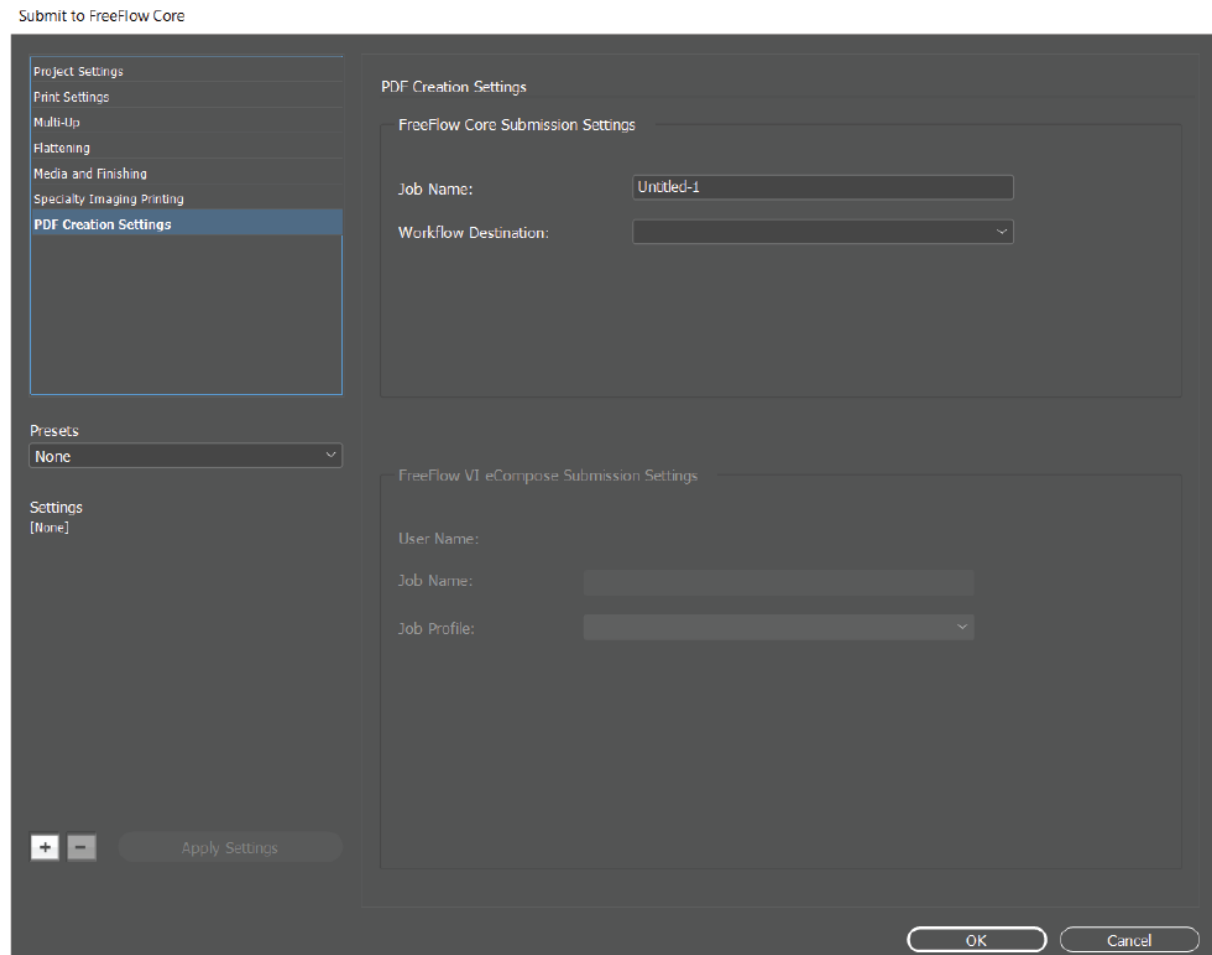 Submit to FreeFlow Core
Project Settings
Print Settings
Multi-Up
Flattening
Media and Finishing
Specialty Imaging Printing
PDF Creation Settings
Presets
None
Settings
[None]
+ -
Apply Settings
PDF Creation Settings
FreeFlow Core Submission Settings
Job Name: Untitled-1
Workflow Destination:
FreeFlow VI eCompose Submission Settings
User Name:
Job Name:
Job Profile:
OK Cancel